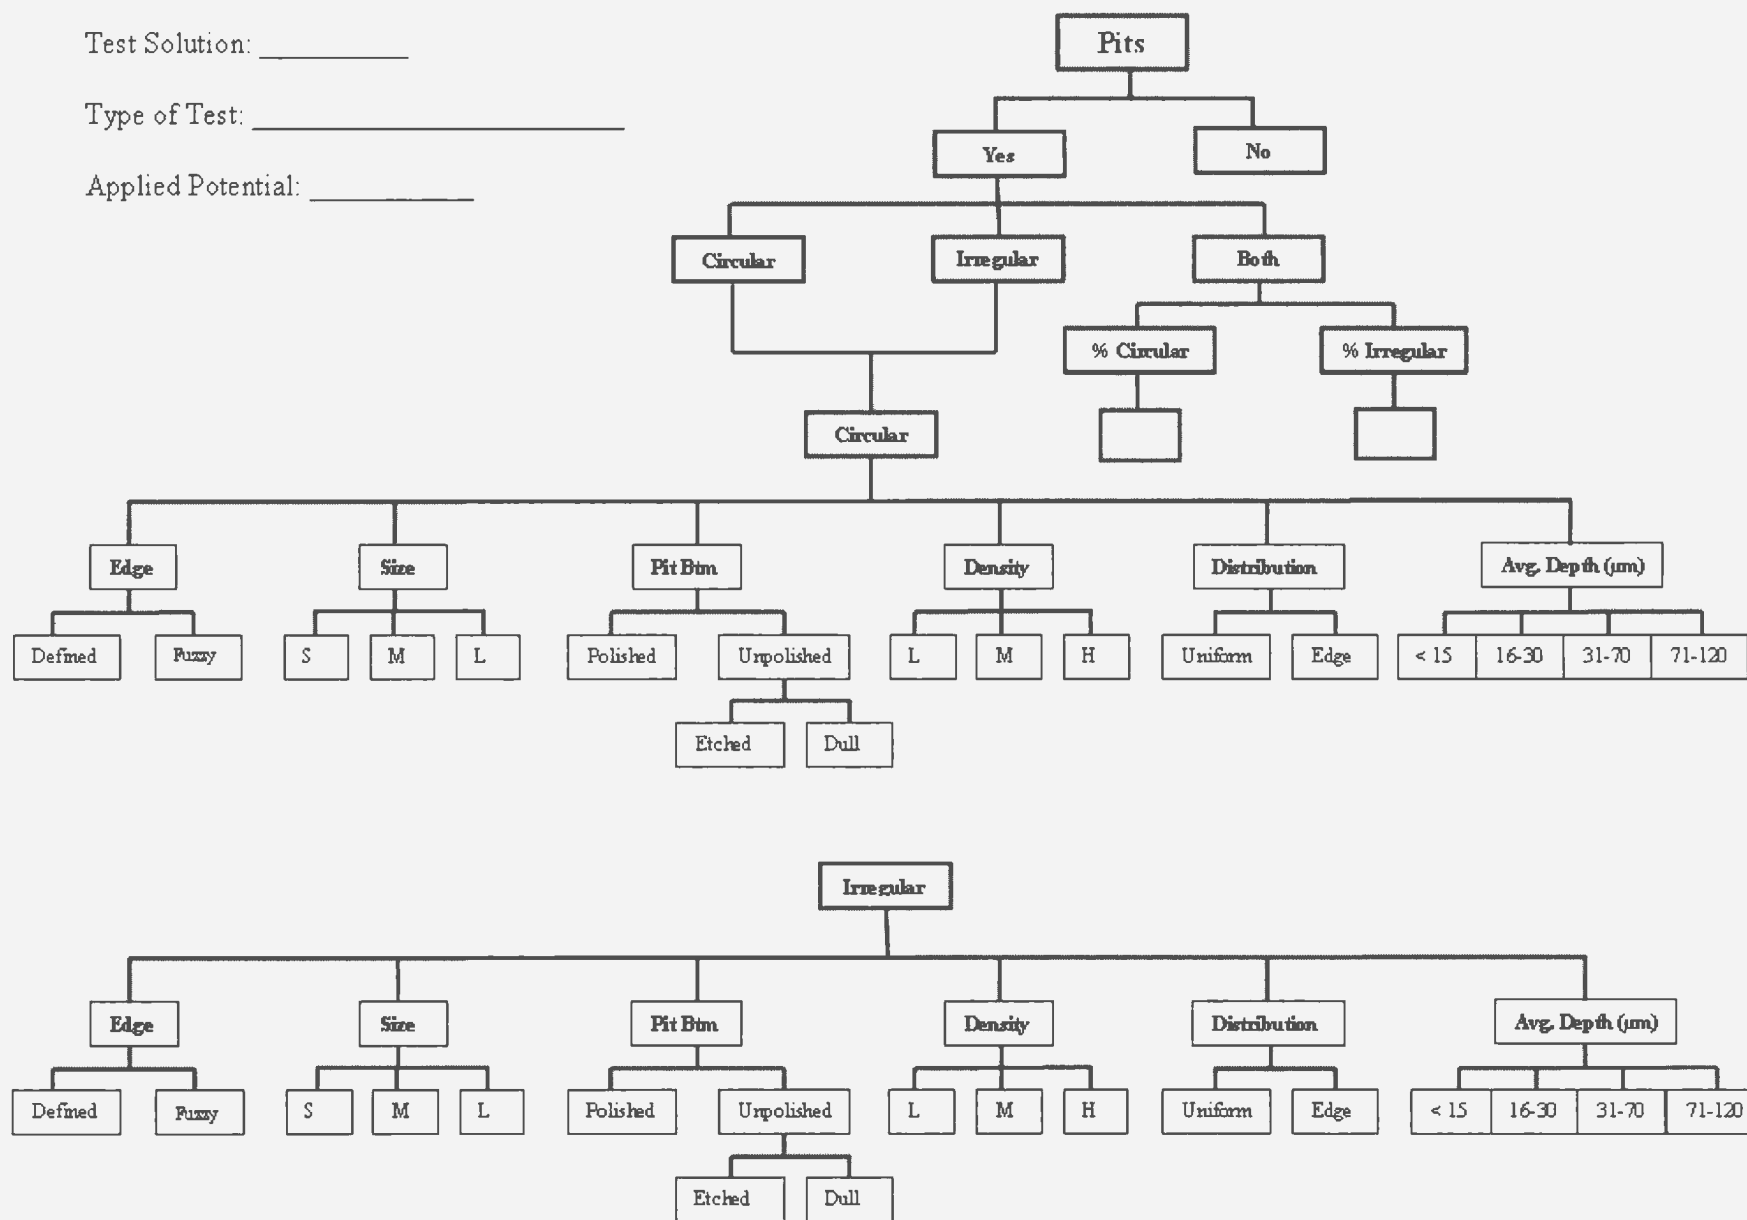 Pits
Test Solution: __________
Type of Test: _________________________
Applied Potential: ___________
Yes No
Circular Irregular Both
% Circular % Irregular
Circular
Edge Size Pit Btm Density Distribution Avg. Depth (µm)
Defined Fuzzy S M L Polished Unpolished L M H Uniform Edge < 15 16-30 31-70 71-120
Etched Dull
Irregular
Edge Size Pit Btm Density Distribution Avg. Depth (µm)
Defined Fuzzy S M L Polished Unpolished L M H Uniform Edge < 15 16-30 31-70 71-120
Etched Dull